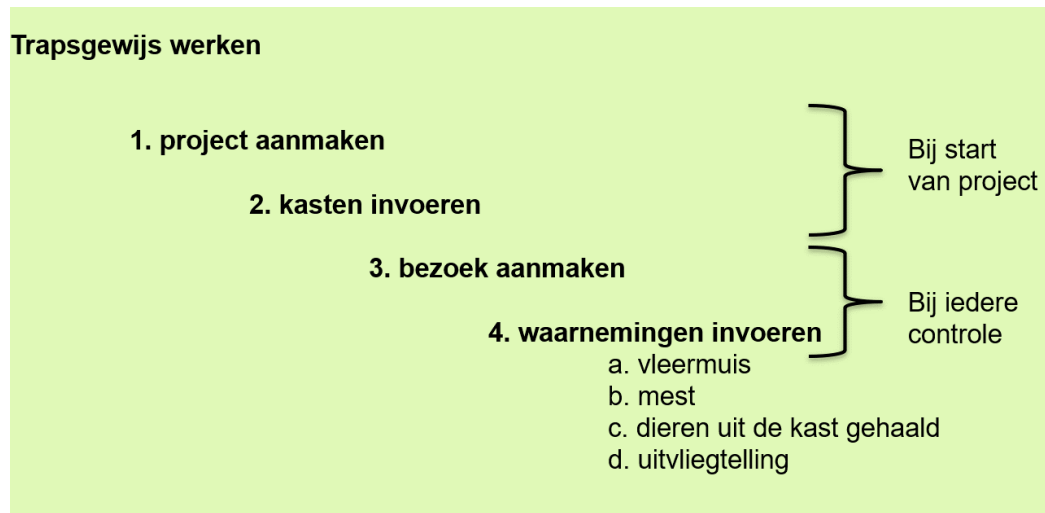 Trapsgewijs werken
1. project aanmaken
Bij start
van project
2. kasten invoeren
3. bezoek aanmaken
Bij iedere
controle
4. waarnemingen invoeren
a. vleermuis
b. mest
c. dieren uit de kast gehaald
d. uitvliegtelling